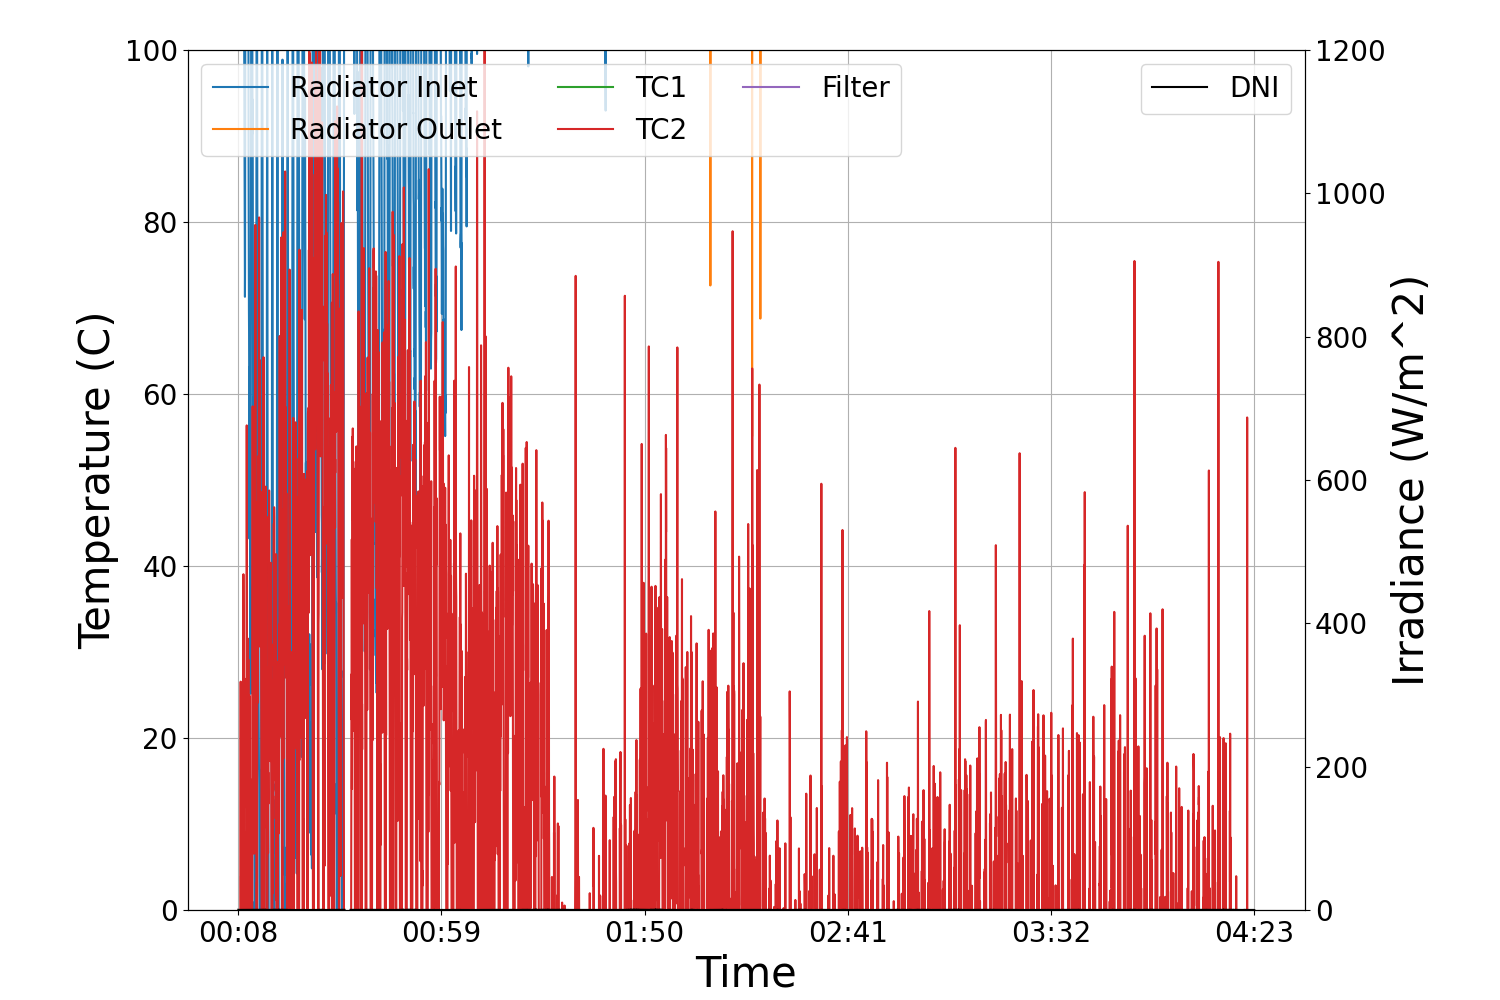 100
80
60
40
20
0
Temperature (C)
Radiator Inlet
Radiator Outlet
TC1
TC2
Filter
DNI
1200
1000
800
600
400
200
0
Irradiance (W/m^2)
00:08
00:59
01:50
02:41
03:32
04:23
Time